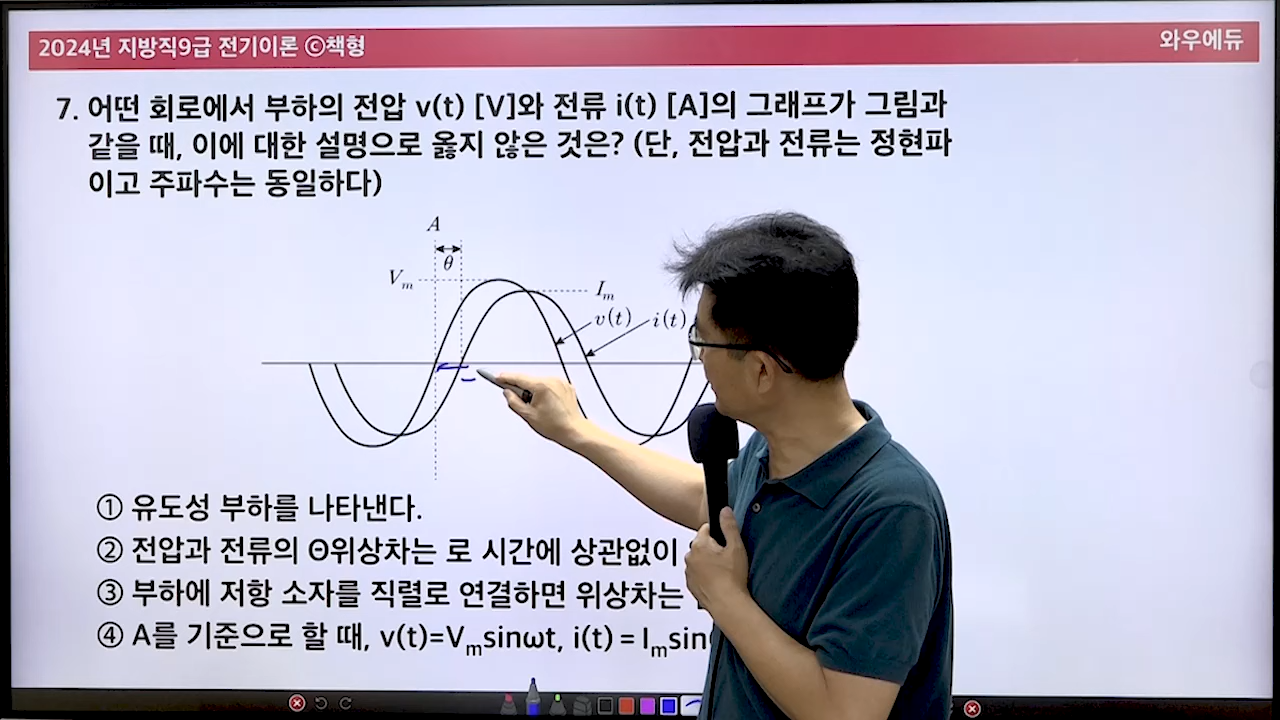 2024년 지방직9급 전기이론 ⓒ책형
와우에듀
7. 어떤 회로에서 부하의 전압 v(t) [V]와 전류 i(t) [A]의 그래프가 그림과
같을 때, 이에 대한 설명으로 옳지 않은 것은? (단, 전압과 전류는 정현파
이고 주파수는 동일하다)
A
θ
Vm
Im
v(t)
i(t)
① 유도성 부하를 나타낸다.
② 전압과 전류의 Θ위상차는 로 시간에 상관없이
③ 부하에 저항 소자를 직렬로 연결하면 위상차는
④ A를 기준으로 할 때, v(t)=Vmsinωt, i(t) = Imsin